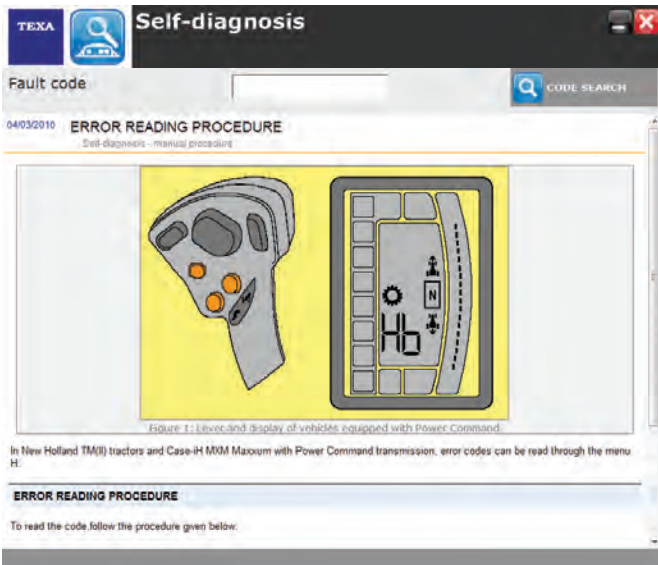 TEXA
Self-diagnosis
Fault code
CODE SEARCH
04/03/2010 ERROR READING PROCEDURE
Self-diagnosis - manual procedure
N
Hb
Figure 1: Lever and display of vehicles equipped with Power Command.
In New Holland TM(II) tractors and Case-iH MXM Maxxum with Power Command transmission, error codes can be read through the menu
H.
ERROR READING PROCEDURE
To read the code follow the procedure given below: